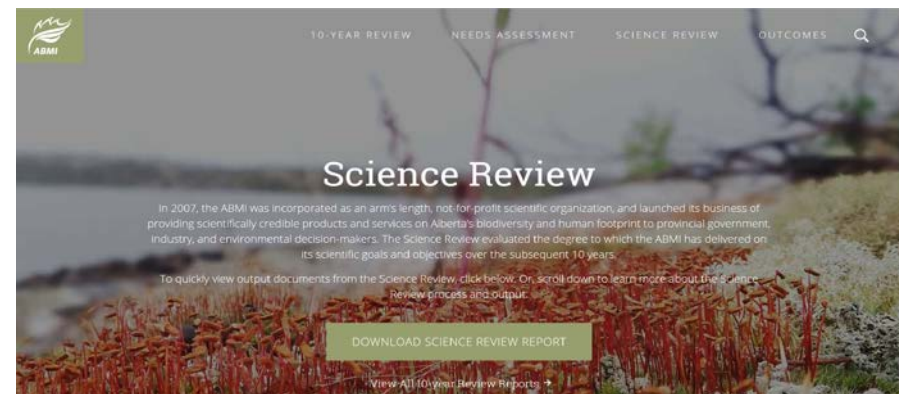 ABMI
10-YEAR REVIEW NEEDS ASSESSMENT SCIENCE REVIEW OUTCOMES
Science Review
In 2007, the ABMI was incorporated as an arm's length, not-for-profit scientific organization, and launched its business of
providing scientifically credible products and services on Alberta's biodiversity and human footprint to provincial government,
industry, and environmental decision-makers. The Science Review evaluated the degree to which the ABMI has delivered on
its scientific goals and objectives over the subsequent 10 years.
To quickly view output documents from the Science Review, click below. Or, scroll down to learn more about the Science
Review process and output.
DOWNLOAD SCIENCE REVIEW REPORT
View All 10-year Review Reports →